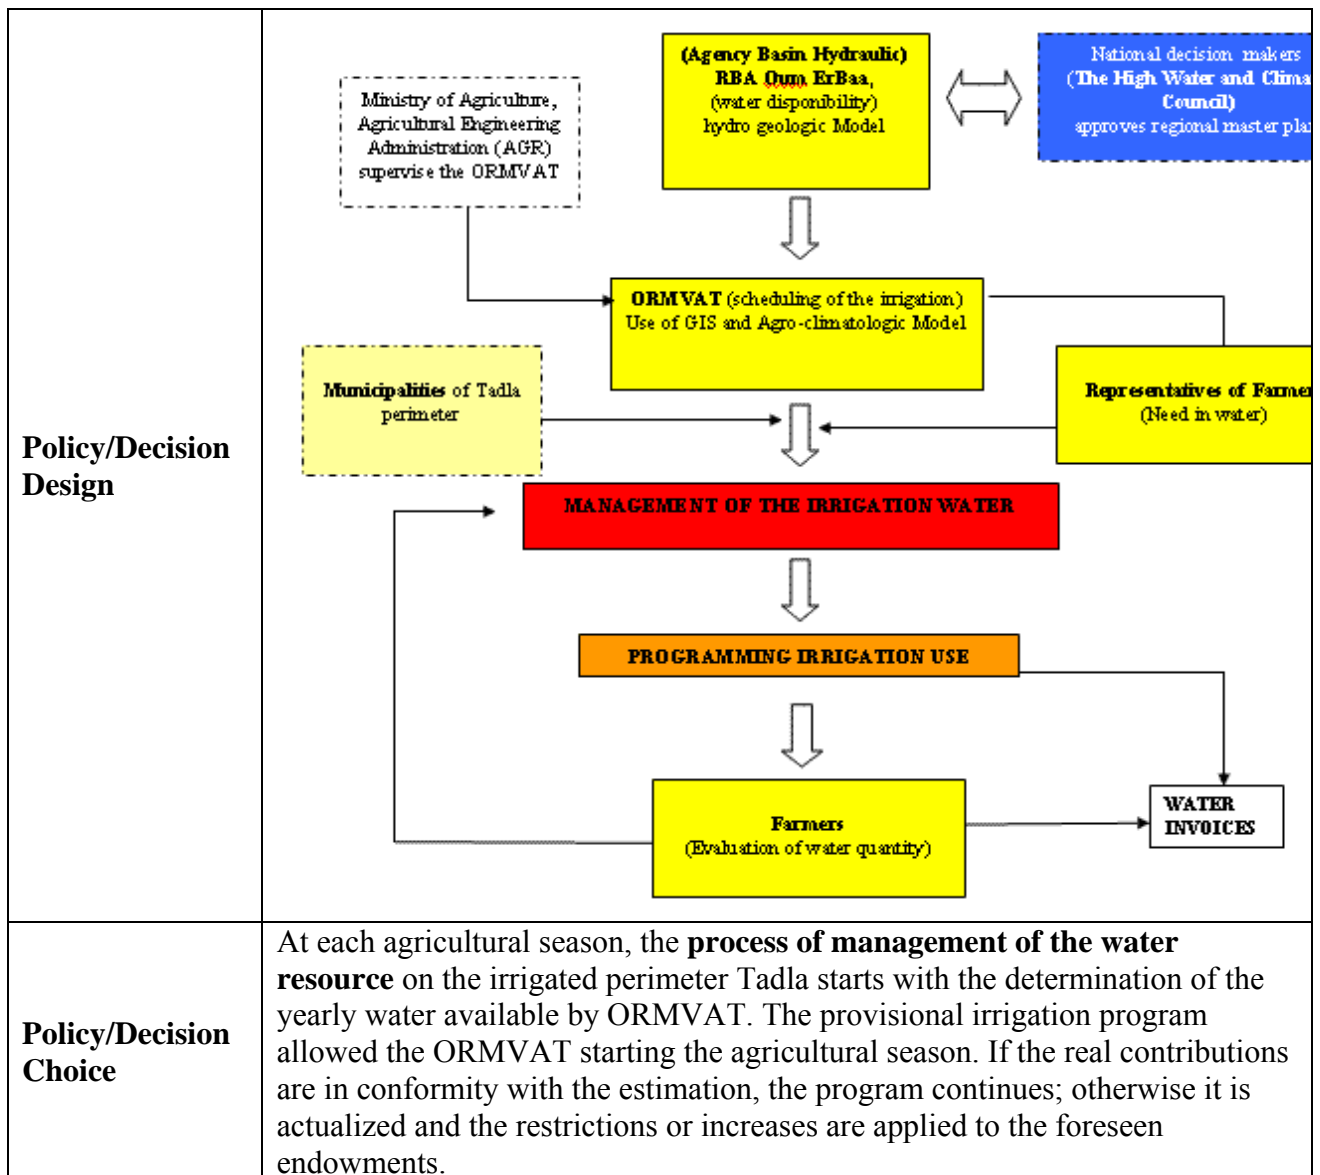 Policy/Decision
Design
(Agency Basin Hydraulic)
RBA Oum ErBaa,
(water disponibility)
hydro geologic Model
National decision makers
(The High Water and Clima
Council)
approves regional master pla
Ministry of Agriculture,
Agricultural Engineering
Administration (AGR)
supervise the ORMVAT
ORMVAT (scheduling of the irrigation)
Use of GIS and Agro-climatologic Model
Municipalities of Tadla
perimeter
Representatives of Farmer
(Need in water)
MANAGEMENT OF THE IRRIGATION WATER
PROGRAMMING IRRIGATION USE
Farmers
(Evaluation of water quantity)
WATER
INVOICES
Policy/Decision
Choice
At each agricultural season, the process of management of the water
resource on the irrigated perimeter Tadla starts with the determination of the
yearly water available by ORMVAT. The provisional irrigation program
allowed the ORMVAT starting the agricultural season. If the real contributions
are in conformity with the estimation, the program continues; otherwise it is
actualized and the restrictions or increases are applied to the foreseen
endowments.